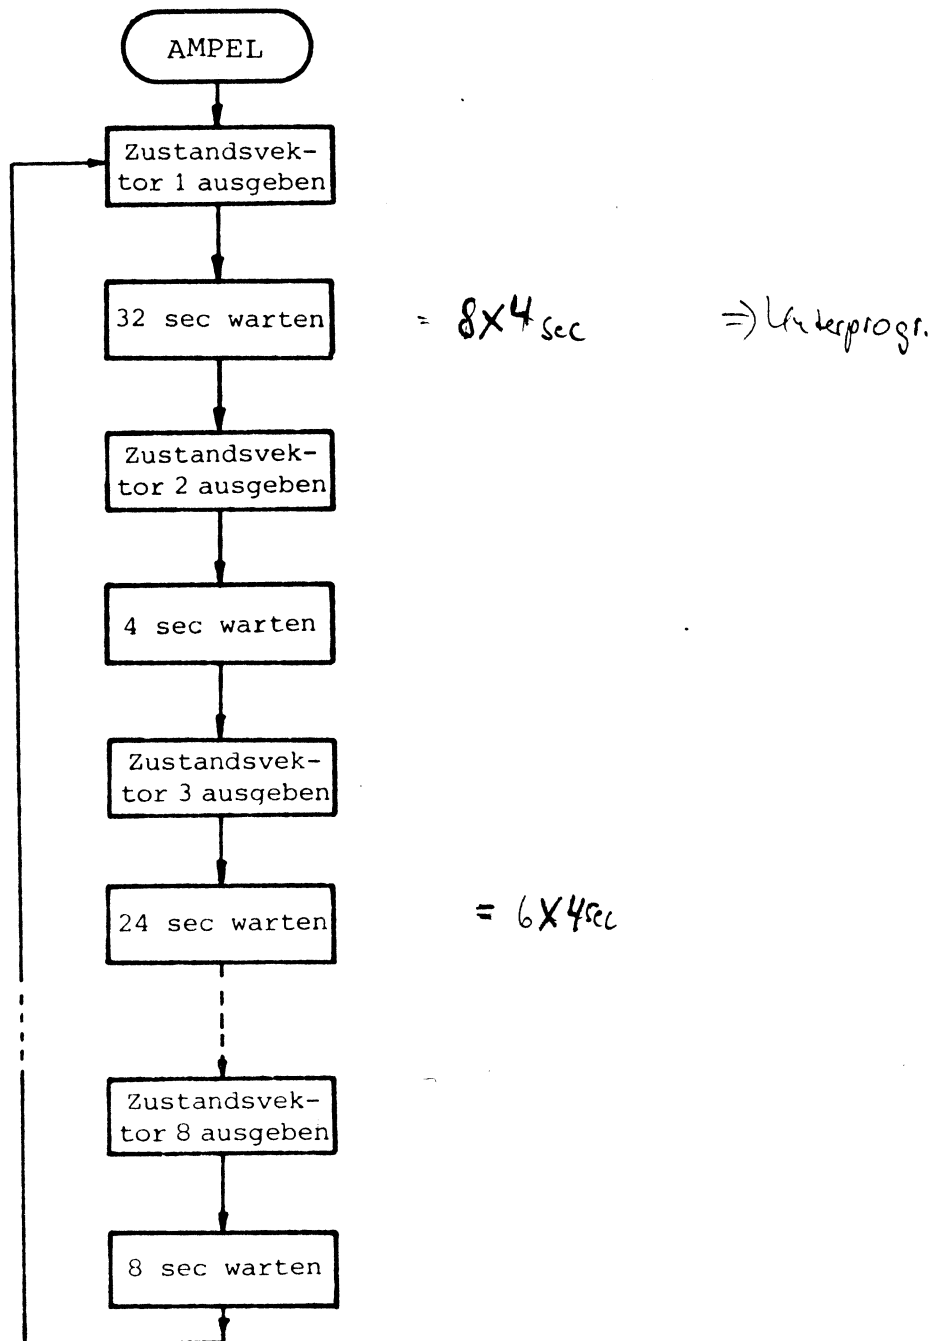 AMPEL
Zustandsvek-
tor 1 ausgeben
32 sec warten
= 8X4 sec
=> Unterprogr.
Zustandsvek-
tor 2 ausgeben
4 sec warten
Zustandsvek-
tor 3 ausgeben
24 sec warten
= 6X4sec
Zustandsvek-
tor 8 ausgeben
8 sec warten